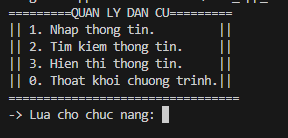 =========QUAN LY DAN CU=========
|| 1. Nhap thong tin.        ||
|| 2. Tim kiem thong tin.    ||
|| 3. Hien thi thong tin.    ||
|| 0. Thoat khoi chuong trinh.||
==============================
-> Lua cho chuc nang: